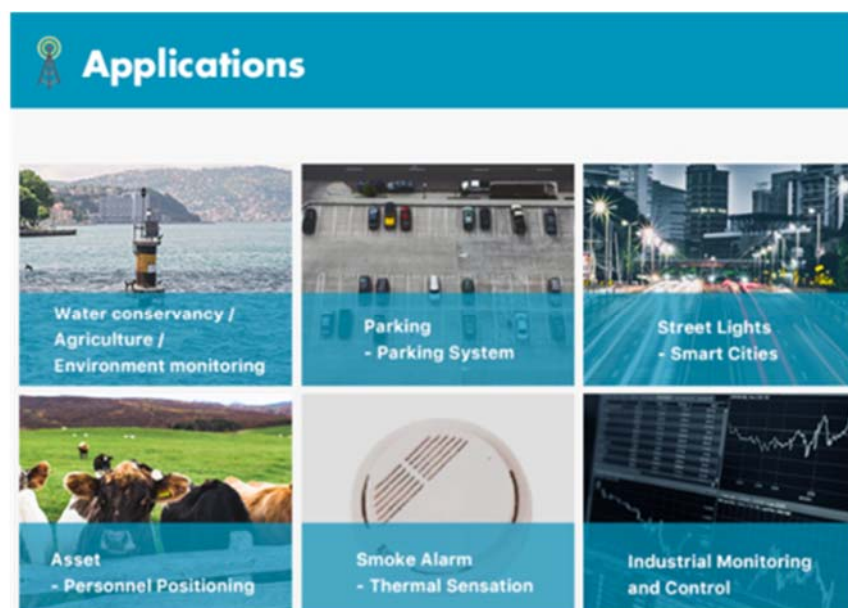 Applications
Water conservancy /
Agriculture /
Environment monitoring
Parking
- Parking System
Street Lights
- Smart Cities
Asset
- Personnel Positioning
Smoke Alarm
- Thermal Sensation
Industrial Monitoring
and Control